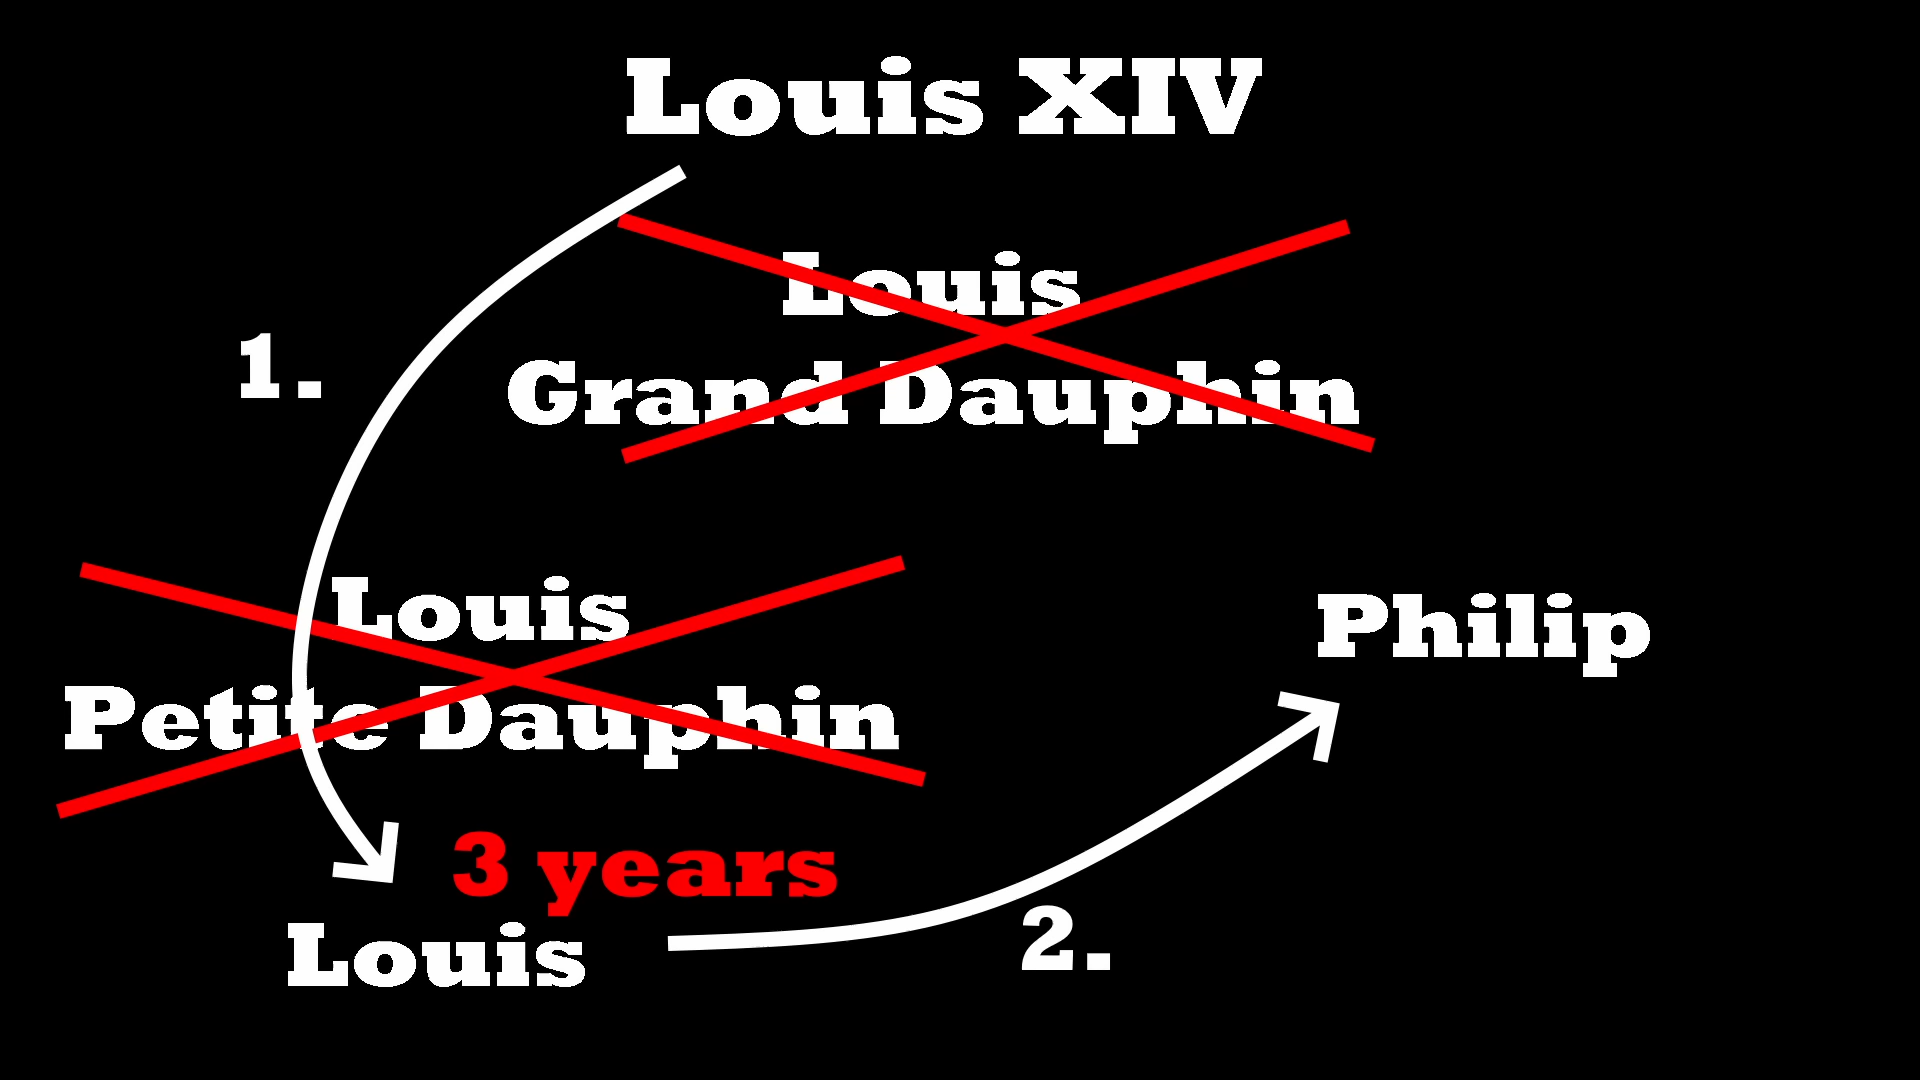 Louis XIV
Louis
Grand Dauphin
1.
Louis
Petite Dauphin
Philip
3 years
Louis
2.